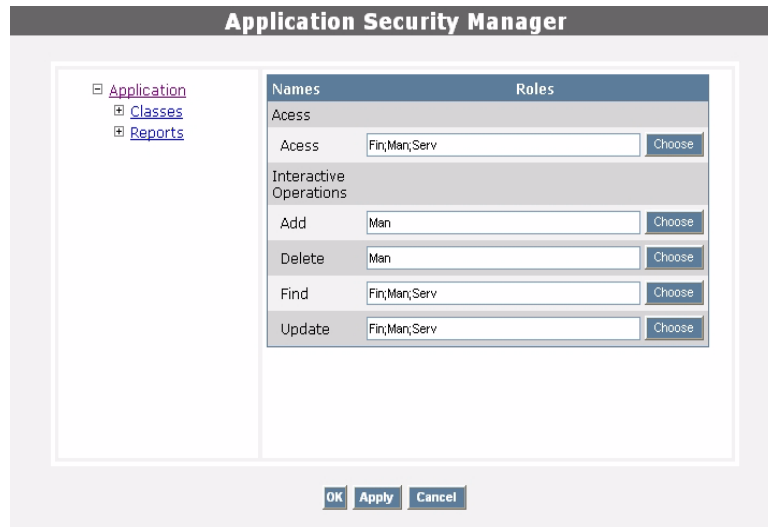 Application Security Manager
Application
Classes
Reports
Names Roles
Acess
Acess Fin;Man;Serv Choose
Interactive
Operations
Add Man Choose
Delete Man Choose
Find Fin;Man;Serv Choose
Update Fin;Man;Serv Choose
OK Apply Cancel